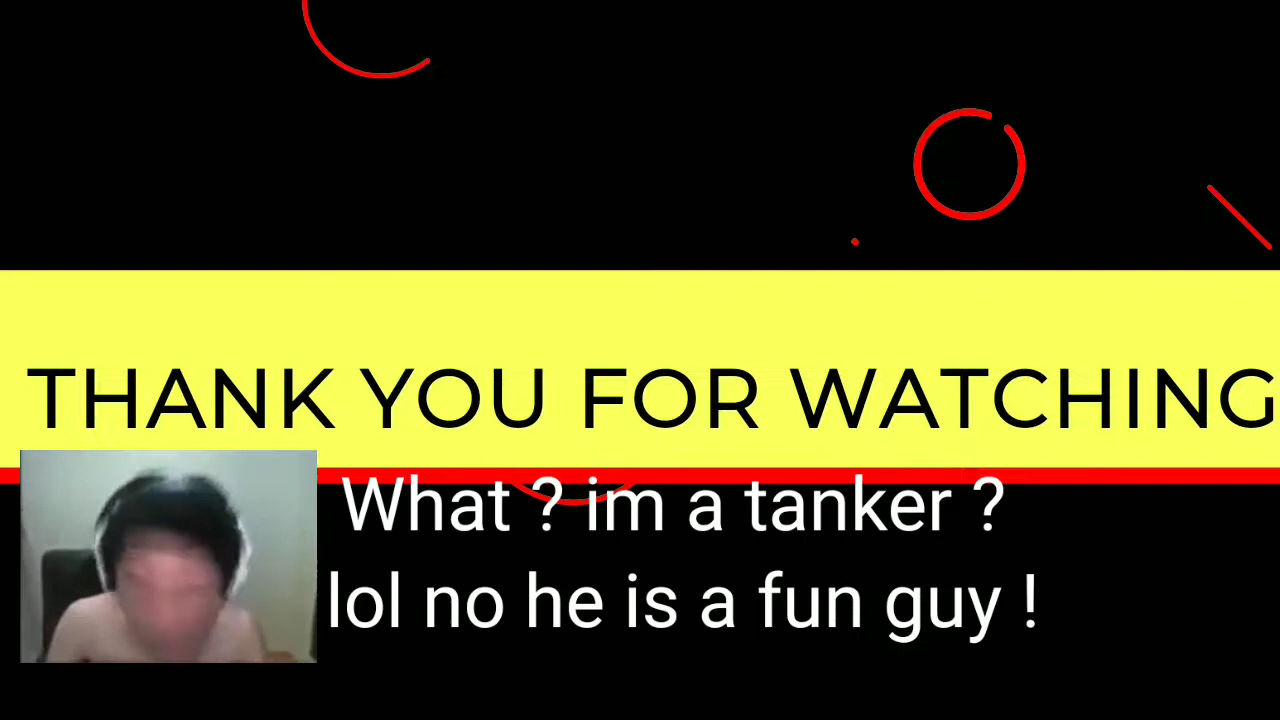 THANK YOU FOR WATCHING
What ? im a tanker ?
lol no he is a fun guy !